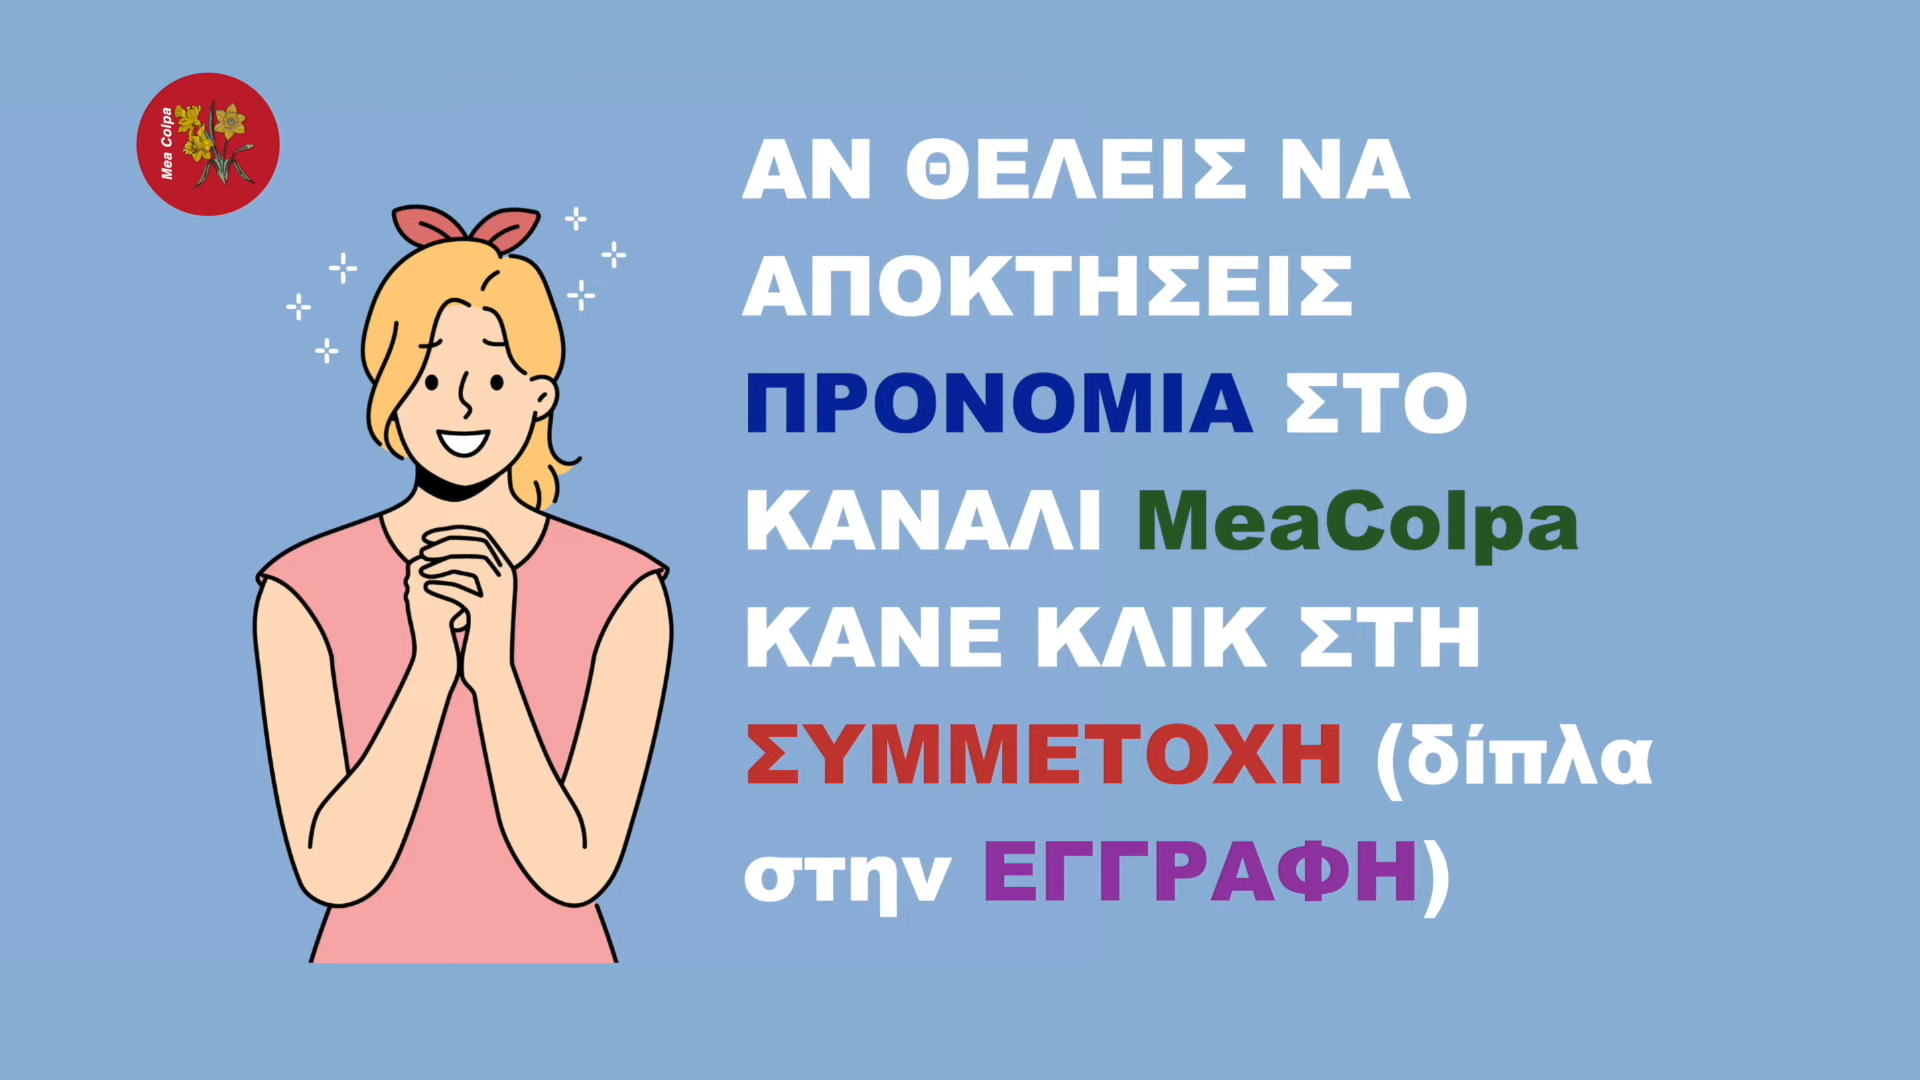 Mea Colpa
ΑΝ ΘΕΛΕΙΣ ΝΑ
ΑΠΟΚΤΗΣΕΙΣ
ΠΡΟΝΟΜΙΑ ΣΤΟ
ΚΑΝΑΛΙ MeaColpa
ΚΑΝΕ ΚΛΙΚ ΣΤΗ
ΣΥΜΜΕΤΟΧΗ (δίπλα
στην ΕΓΓΡΑΦΗ)